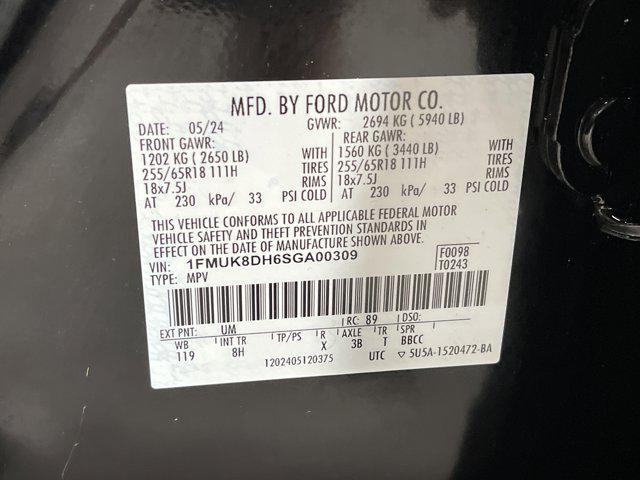 MFD. BY FORD MOTOR CO.
DATE: 05/24 GVWR: 2694 KG ( 5940 LB)
FRONT GAWR: REAR GAWR:
1202 KG ( 2650 LB) WITH 1560 KG ( 3440 LB) WITH
255/65R18 111H TIRES 255/65R18 111H TIRES
18x7.5J RIMS 18x7.5J RIMS
AT 230 kPa/ 33 PSI COLD AT 230 kPa/ 33 PSI COLD
THIS VEHICLE CONFORMS TO ALL APPLICABLE FEDERAL MOTOR
VEHICLE SAFETY AND THEFT PREVENTION STANDARDS IN
EFFECT ON THE DATE OF MANUFACTURE SHOWN ABOVE.
VIN: 1FMUK8DH6SGA00309 F0098
TYPE: MPV T0243
EXT PNT: UM RC: 89 DSO:
WB INT TR TP/PS R AXLE TR SPR
119 8H X 3B T BBCC
1202405120375 UTC ▽ 5U5A-1520472-BA